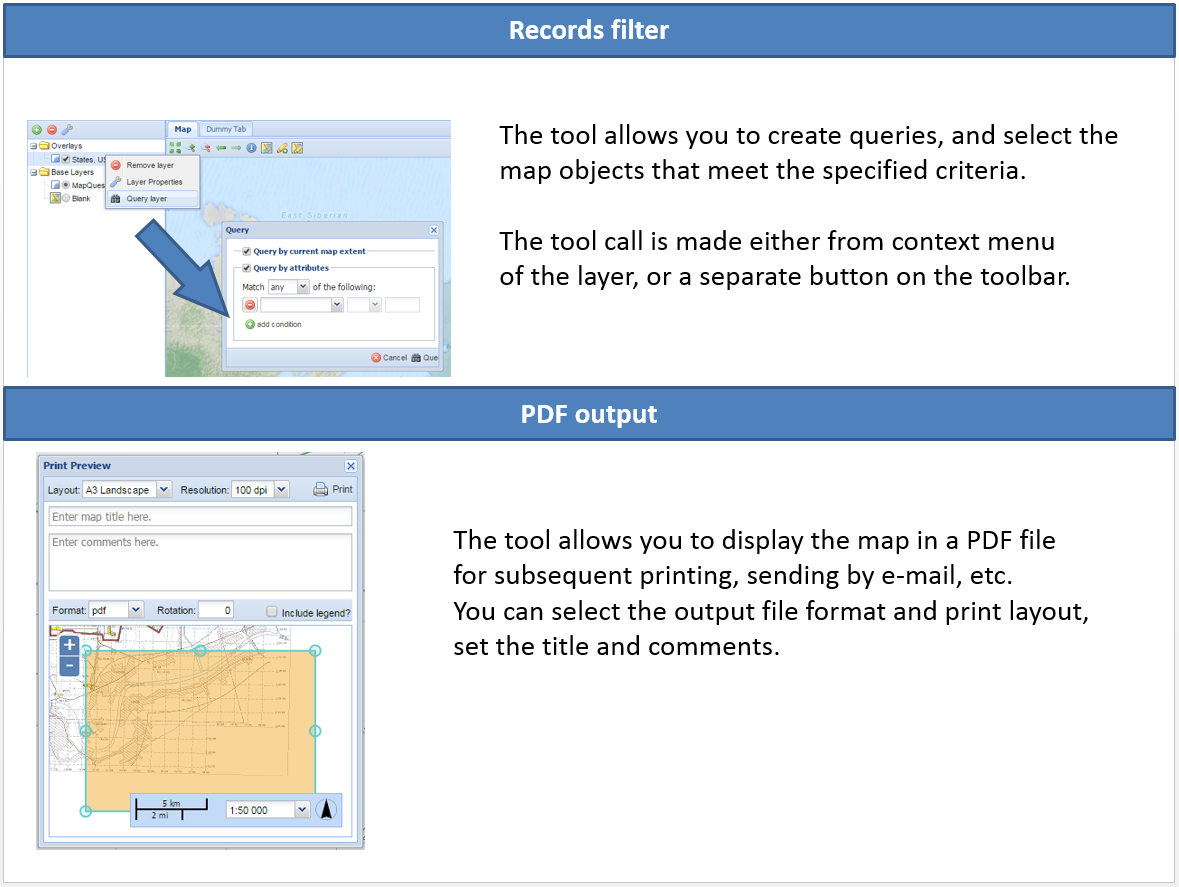 Records filter
Map
Dummy Tab
Overlays
States, US
Base Layers
MapQues
Blank
Remove layer
Layer Properties
Query layer
East Siberian
Query
Query by current map extent
Query by attributes
Match any of the following:
add condition
Cancel Que
The tool allows you to create queries, and select the
map objects that meet the specified criteria.
The tool call is made either from context menu
of the layer, or a separate button on the toolbar.
PDF output
Print Preview
Layout: A3 Landscape Resolution: 100 dpi Print
Enter map title here.
Enter comments here.
Format: pdf Rotation: 0 Include legend?
+
−
5 km
2 mi
1:50 000
The tool allows you to display the map in a PDF file
for subsequent printing, sending by e-mail, etc.
You can select the output file format and print layout,
set the title and comments.